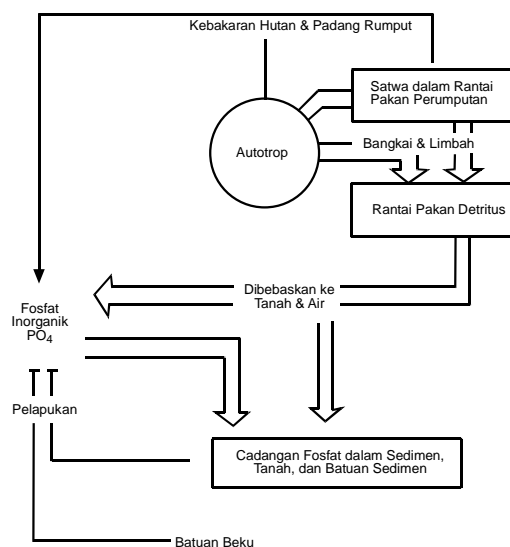 Kebakaran Hutan & Padang Rumput
Satwa dalam Rantai
Pakan Perumputan
Autotrop
Bangkai & Limbah
Rantai Pakan Detritus
Dibebaskan ke
Tanah & Air
Fosfat
Inorganik
PO4
Pelapukan
Cadangan Fosfat dalam Sedimen,
Tanah, dan Batuan Sedimen
Batuan Beku